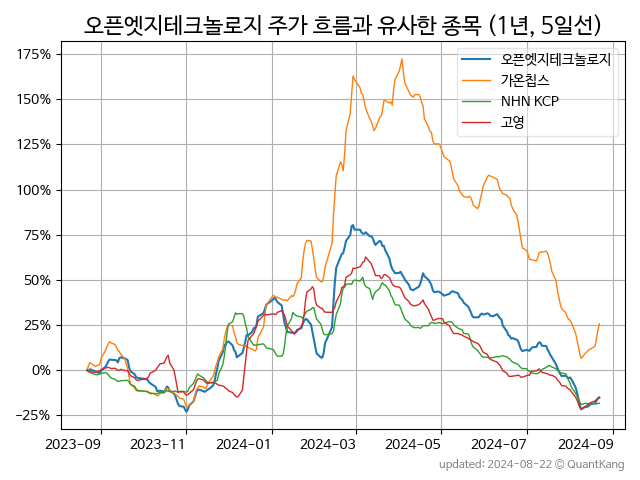 오픈엣지테크놀로지 주가 흐름과 유사한 종목 (1년, 5일선)
175%
150%
125%
100%
75%
50%
25%
0%
−25%
오픈엣지테크놀로지
가온칩스
NHN KCP
고영
2023-09
2023-11
2024-01
2024-03
2024-05
2024-07
2024-09
updated: 2024-08-22 © QuantKang